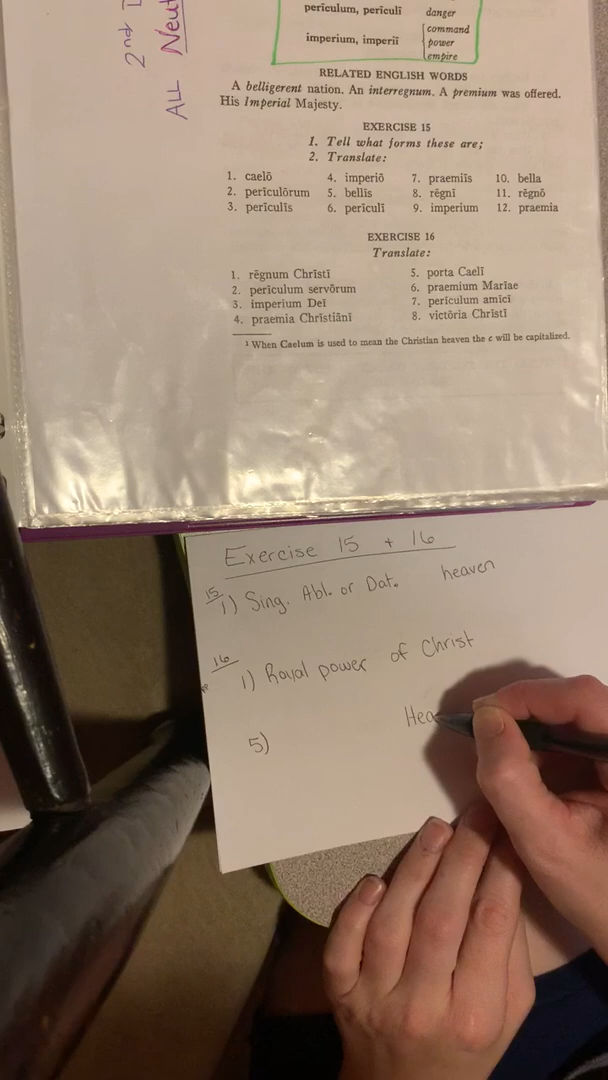 perīculum, perīculī danger
imperium, imperiī command
power
empire
2nd
ALL Neut
RELATED ENGLISH WORDS
A belligerent nation. An interregnum. A premium was offered.
His Imperial Majesty.
EXERCISE 15
1. Tell what forms these are;
2. Translate:
1. caelō 4. imperiō 7. praemiīs 10. bella
2. perīculōrum 5. bellīs 8. rēgnī 11. rēgnō
3. perīculīs 6. perīculī 9. imperium 12. praemia
EXERCISE 16
Translate:
1. rēgnum Christī 5. porta Caelī
2. perīculum servōrum 6. praemium Marīae
3. imperium Deī 7. perīculum amīcī
4. praemia Chrīstiānī 8. victōria Christī
¹ When Caelum is used to mean the Christian heaven the c will be capitalized.
Exercise 15 + 16
15
1) Sing. Abl. or Dat. heaven
16
1) Royal power of Christ
5) Hea